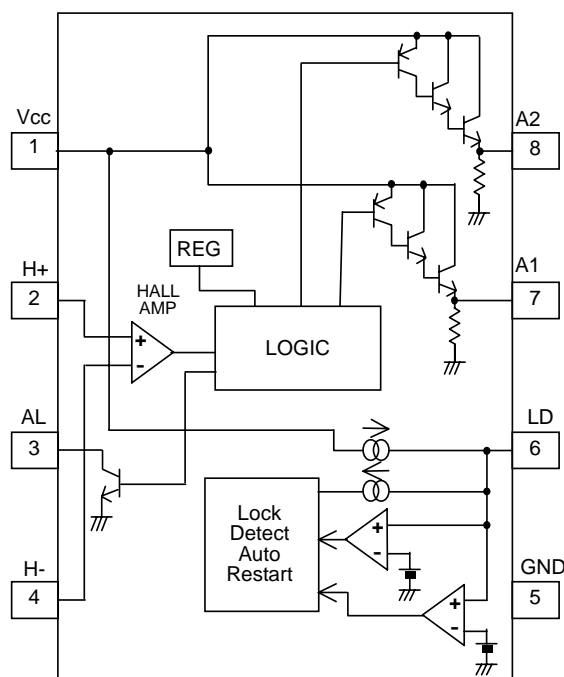 Vcc
1
A2
8
REG
H+
2
HALL
AMP
A1
7
+
-
LOGIC
AL
3
LD
6
Lock
Detect
Auto
Restart
+
-
H-
4
GND
5
+
-